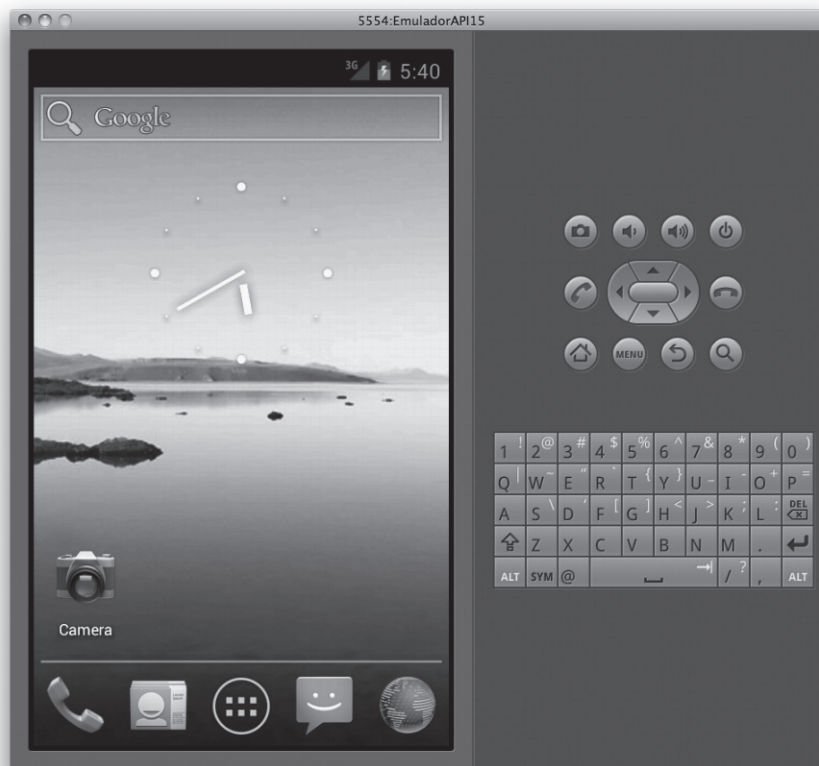 5554:EmuladorAPI15
3G 5:40
Google
Camera
MENU
1 ! 2 @ 3 # 4 $ 5 % 6 ^ 7 & 8 * 9 ( 0 )
Q | W ~ E " R ` T { Y } U _ I - O + P =
A S \ D ' F [ G ] H < J > K ; L : DEL
Z X C V B N M .
ALT SYM @ / ? , ALT